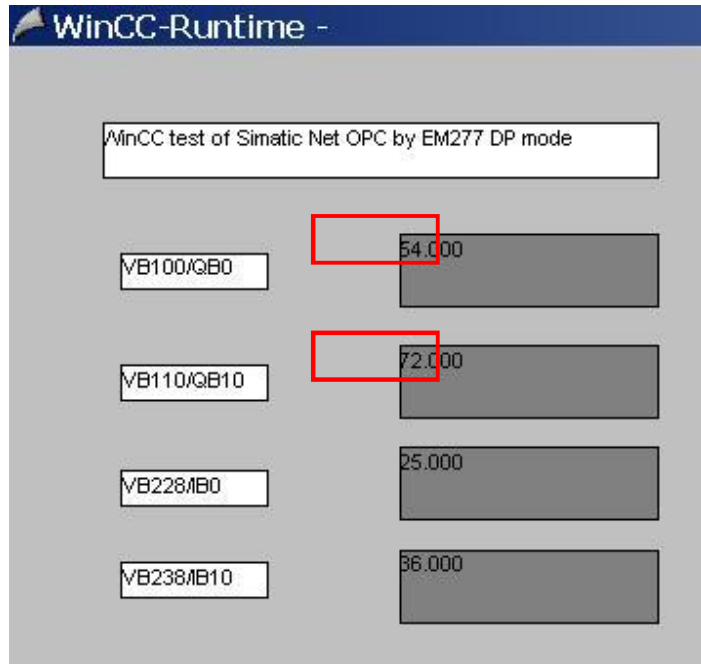 WinCC-Runtime -
WinCC test of Simatic Net OPC by EM277 DP mode
VB100/QB0
54.000
VB110/QB10
72.000
VB228/IB0
25.000
VB238/IB10
36.000